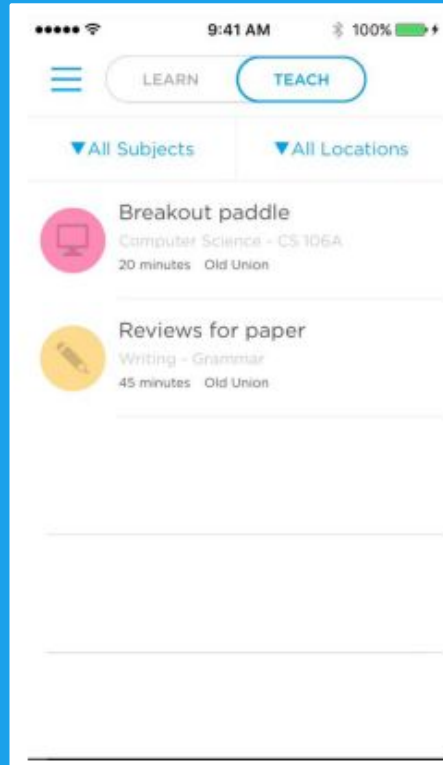 9:41 AM 100%
LEARN TEACH
▼All Subjects ▼All Locations
Breakout paddle
Computer Science - CS 106A
20 minutes Old Union
Reviews for paper
Writing - Grammar
45 minutes Old Union